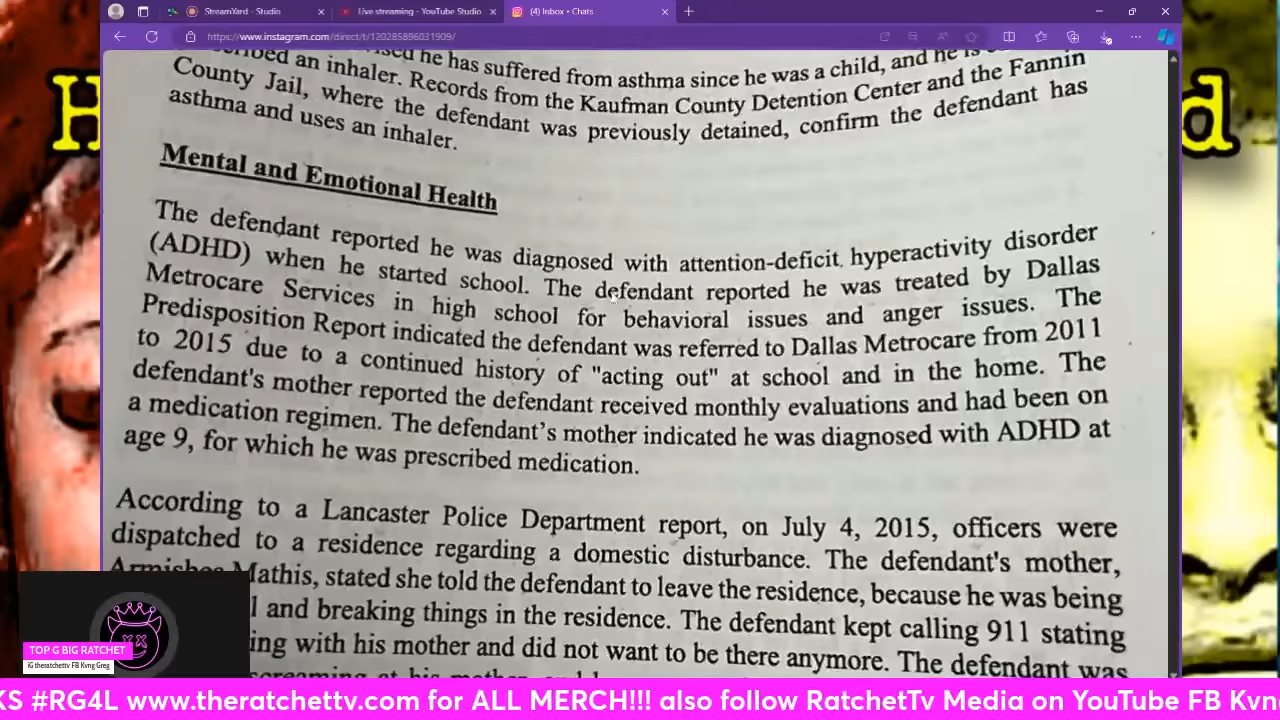 StreamYard - Studio
Live streaming - YouTube Studio
(4) Inbox • Chats
https://www.instagram.com/direct/t/120285896031909/
he has suffered from asthma since he was a child, and he is
an inhaler. Records from the Kaufman County Detention Center and the Fannin
County Jail, where the defendant was previously detained, confirm the defendant has
asthma and uses an inhaler.
Mental and Emotional Health
The defendant reported he was diagnosed with attention-deficit hyperactivity disorder
(ADHD) when he started school. The defendant reported he was treated by Dallas
Metrocare Services in high school for behavioral issues and anger issues. The
Predisposition Report indicated the defendant was referred to Dallas Metrocare from 2011
to 2015 due to a continued history of "acting out" at school and in the home. The
defendant's mother reported the defendant received monthly evaluations and had been on
a medication regimen. The defendant's mother indicated he was diagnosed with ADHD at
age 9, for which he was prescribed medication.
According to a Lancaster Police Department report, on July 4, 2015, officers were
dispatched to a residence regarding a domestic disturbance. The defendant's mother,
Mathis, stated she told the defendant to leave the residence, because he was being
and breaking things in the residence. The defendant kept calling 911 stating
with his mother and did not want to be there anymore. The defendant was
TOP G BIG RATCHET
IG theratchettv FB Kvng Greg
KS #RG4L www.theratchettv.com for ALL MERCH!!! also follow RatchetTv Media on YouTube FB Kvn